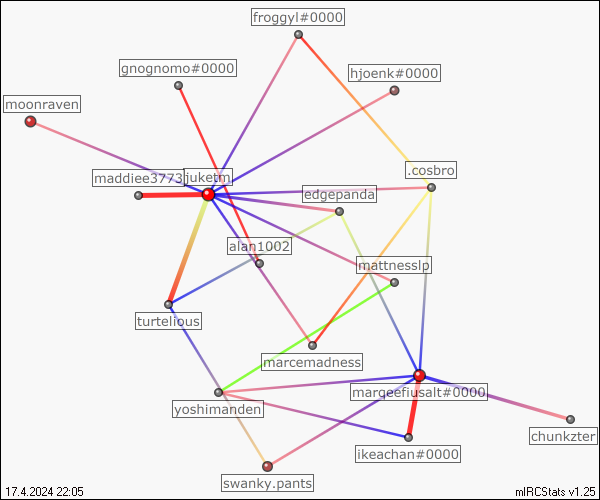 froggyl#0000
gnognomo#0000
hjoenk#0000
moonraven
maddiee3773
juketm
.cosbro
edgepanda
alan1002
mattnesslp
turtelious
marcemadness
margeefiusalt#0000
yoshimanden
chunkzter
ikeachan#0000
swanky.pants
17.4.2024 22:05
mIRCStats v1.25